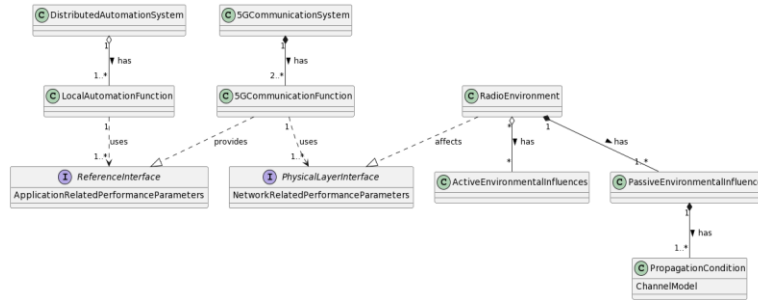 C DistributedAutomationSystem
C 5GCommunicationSystem
1
has
1..*
1
has
2..*
C LocalAutomationFunction
C 5GCommunicationFunction
C RadioEnvironment
1
uses
1..*
provides
1
uses
1..*
affects
*
has
*
1
has
1..*
I ReferenceInterface
ApplicationRelatedPerformanceParameters
I PhysicalLayerInterface
NetworkRelatedPerformanceParameters
C ActiveEnvironmentalInfluences
C PassiveEnvironmentalInfluenc
1
has
1..*
C PropagationCondition
ChannelModel